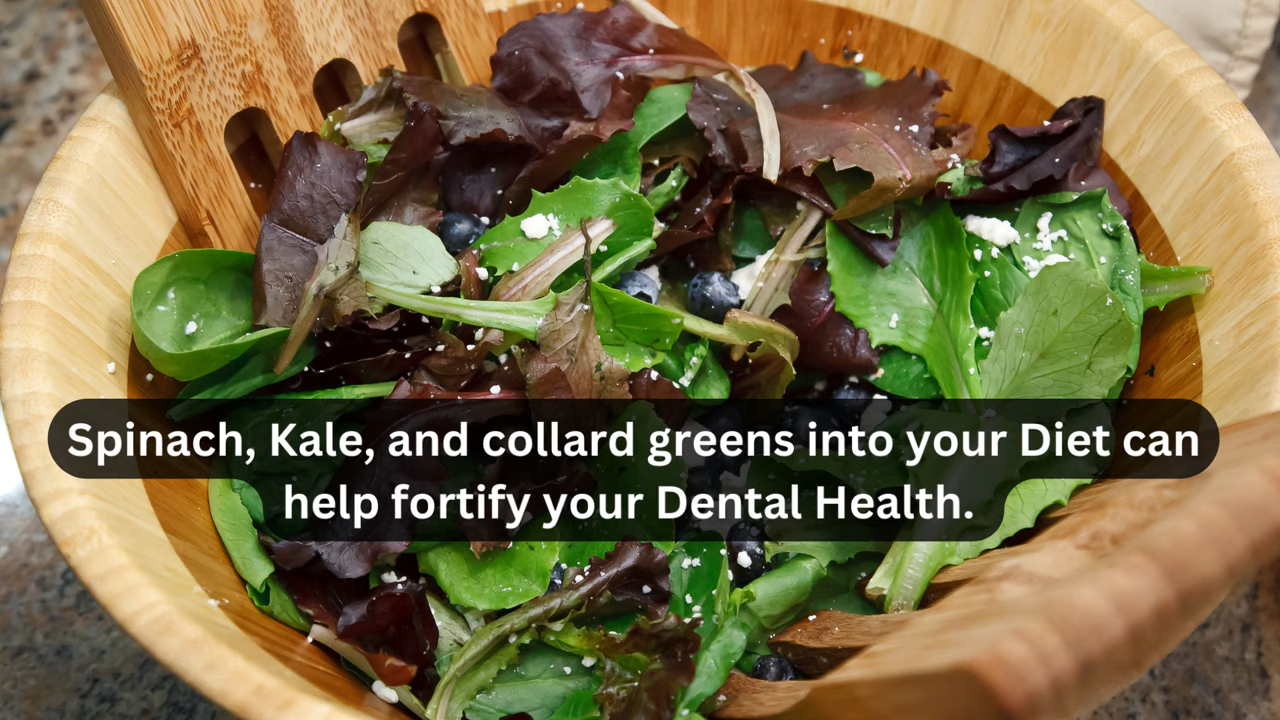 Spinach, Kale, and collard greens into your Diet can
help fortify your Dental Health.